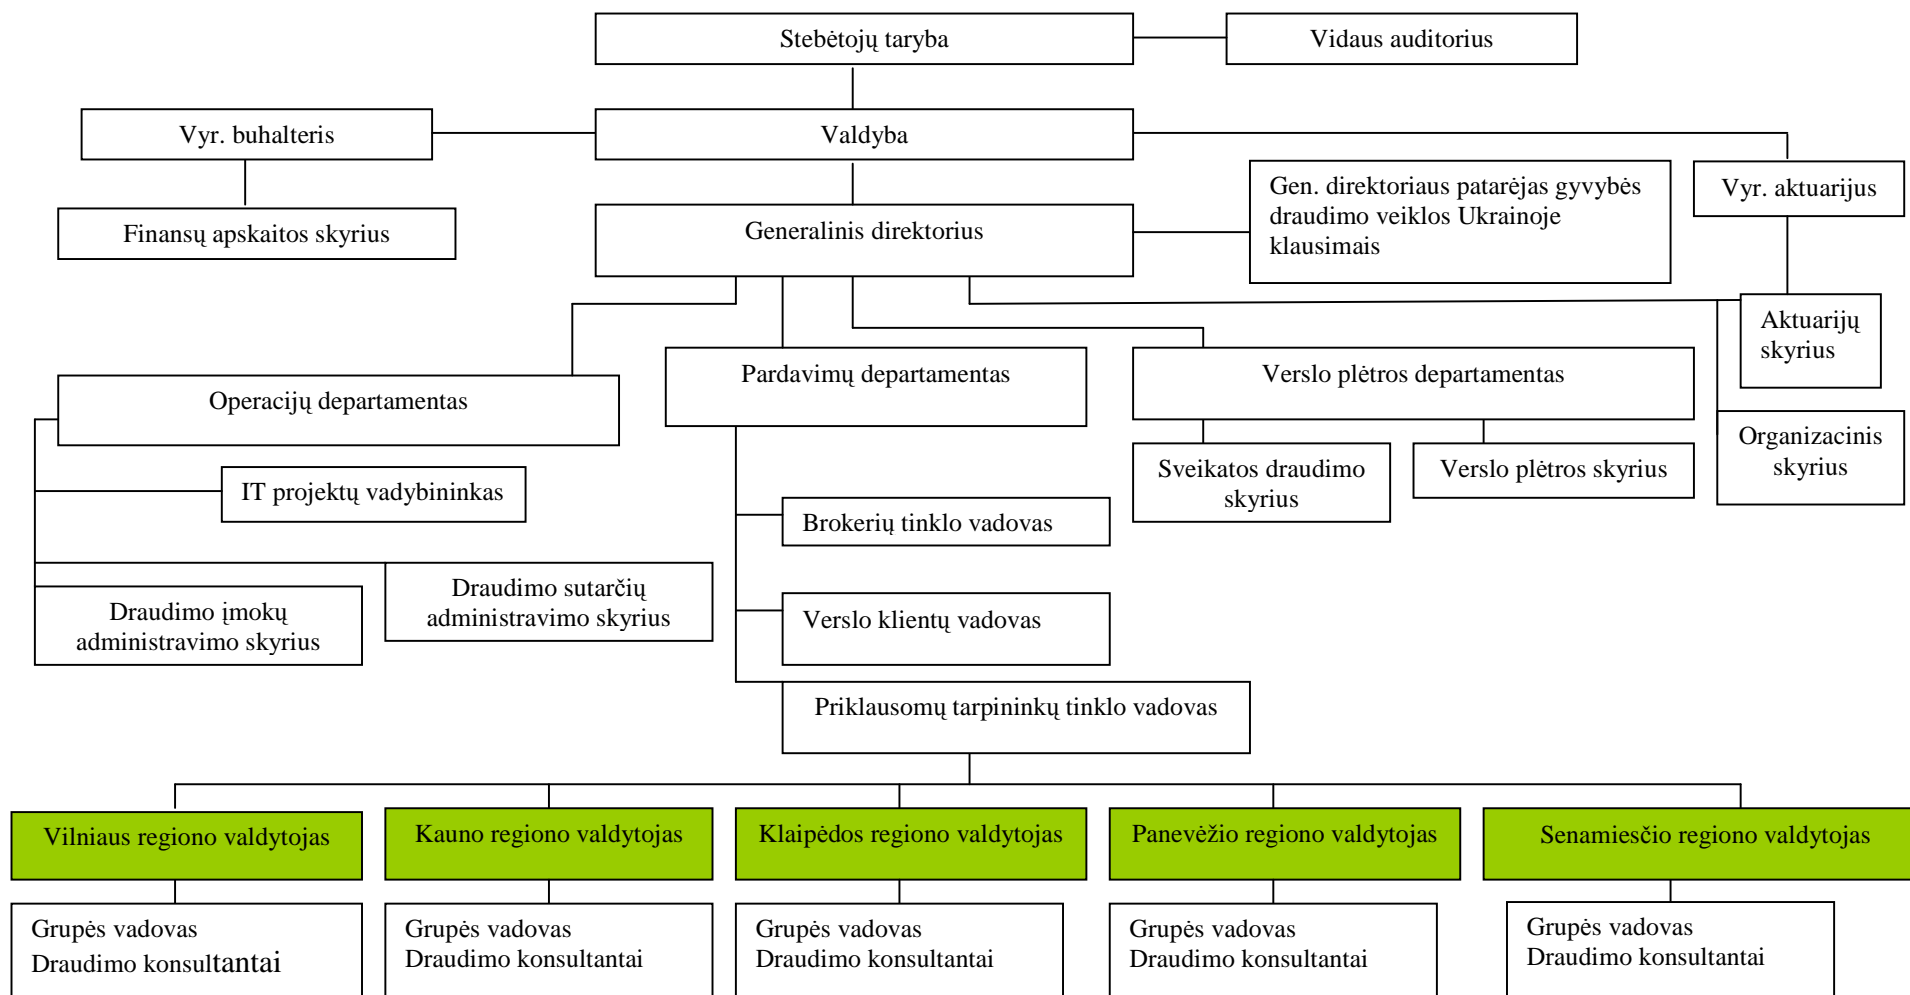 Stebėtojų taryba
Vidaus auditorius
Vyr. buhalteris
Valdyba
Gen. direktoriaus patarėjas gyvybės
draudimo veiklos Ukrainoje
klausimais
Vyr. aktuarijus
Finansų apskaitos skyrius
Generalinis direktorius
Aktuarijų
skyrius
Operacijų departamentas
Pardavimų departamentas
Verslo plėtros departamentas
Organizacinis
skyrius
IT projektų vadybininkas
Sveikatos draudimo
skyrius
Verslo plėtros skyrius
Brokerių tinklo vadovas
Draudimo įmokų
administravimo skyrius
Draudimo sutarčių
administravimo skyrius
Verslo klientų vadovas
Priklausomų tarpininkų tinklo vadovas
Vilniaus regiono valdytojas
Kauno regiono valdytojas
Klaipėdos regiono valdytojas
Panevėžio regiono valdytojas
Senamiesčio regiono valdytojas
Grupės vadovas
Draudimo konsultantai
Grupės vadovas
Draudimo konsultantai
Grupės vadovas
Draudimo konsultantai
Grupės vadovas
Draudimo konsultantai
Grupės vadovas
Draudimo konsultantai